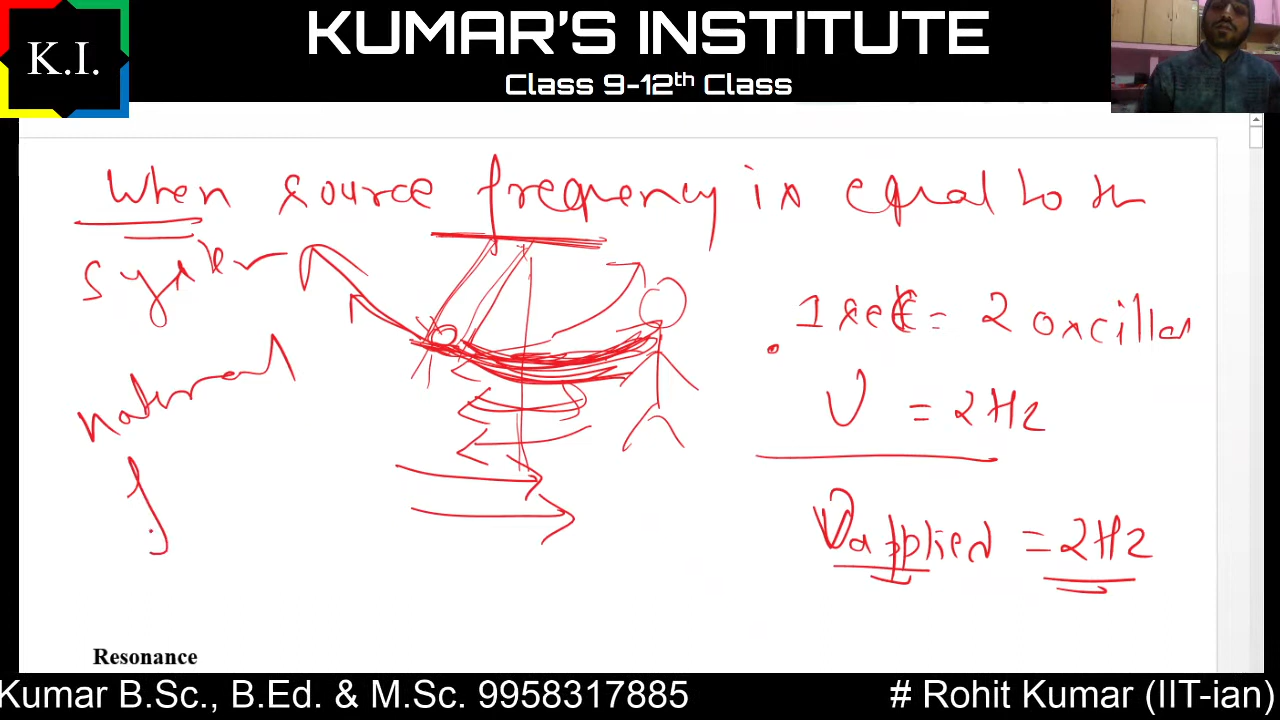 K.I.
KUMAR'S INSTITUTE
Class 9-12th Class
When source frequency is equal to
system
1 sec = 2 oscillat
natural
ν = 2Hz
f
νapplied = 2Hz
Resonance
Kumar B.Sc., B.Ed. & M.Sc. 9958317885
# Rohit Kumar (IIT-ian)